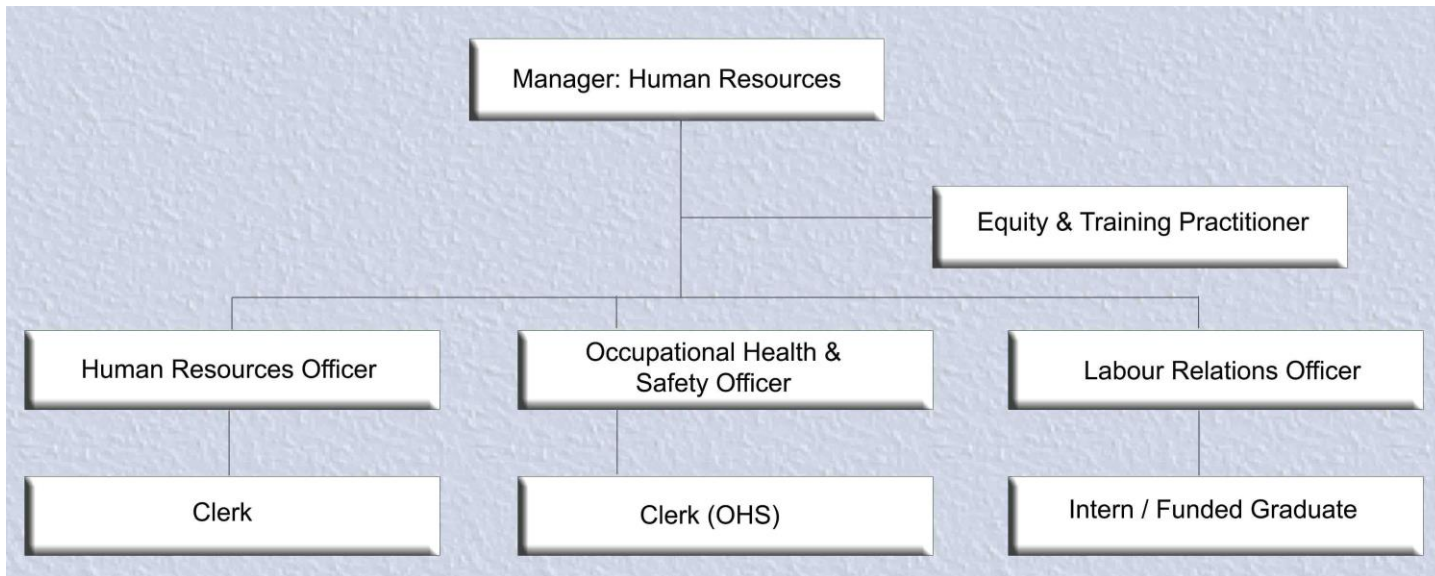 Manager: Human Resources
Equity & Training Practitioner
Human Resources Officer
Occupational Health &
Safety Officer
Labour Relations Officer
Clerk
Clerk (OHS)
Intern / Funded Graduate